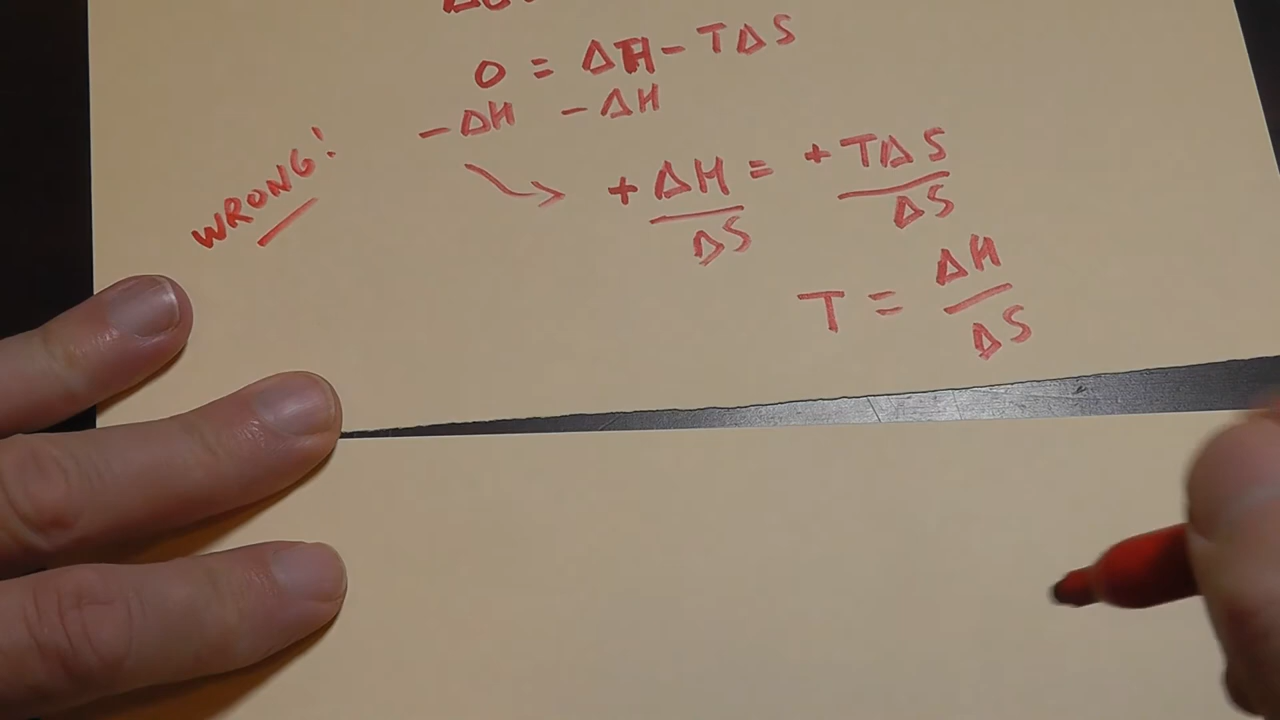 0 = ΔH - TΔS
-ΔH -ΔH
WRONG!
+ ΔH = + TΔS
ΔS ΔS
T = ΔH
ΔS